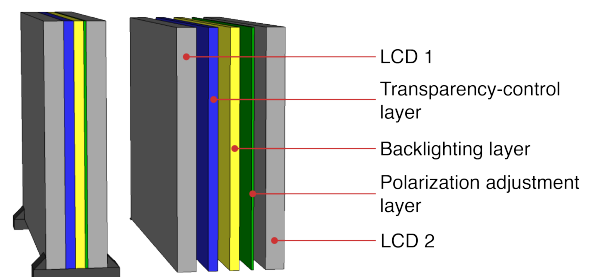 LCD 1
Transparency-control
layer
Backlighting layer
Polarization adjustment
layer
LCD 2